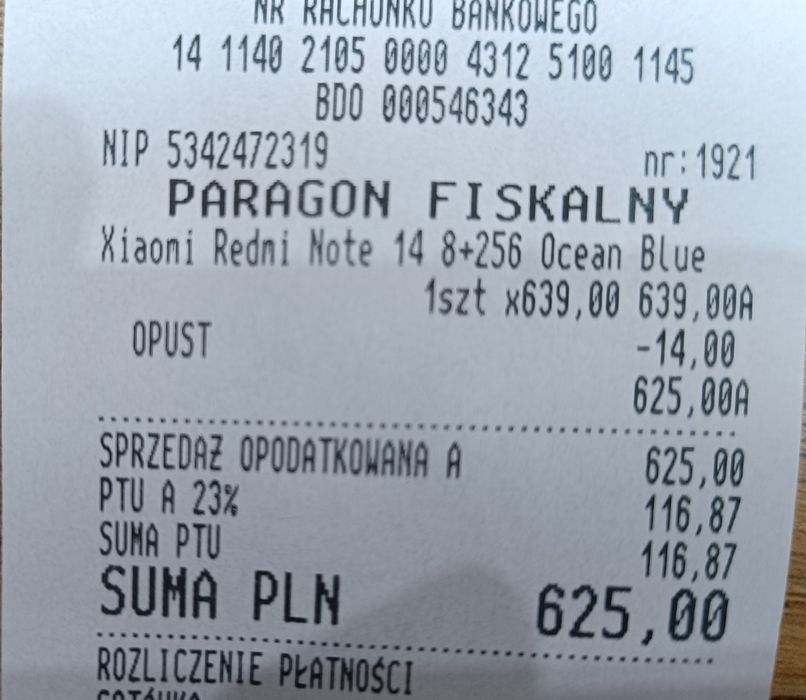 NR RACHUNKU BANKOWEGO
14 1140 2105 0000 4312 5100 1145
BDO 000546343
NIP 5342472319 nr:1921
PARAGON FISKALNY
Xiaomi Redmi Note 14 8+256 Ocean Blue
1szt x639,00 639,00A
OPUST -14,00
625,00A
SPRZEDAŻ OPODATKOWANA A 625,00
PTU A 23% 116,87
SUMA PTU 116,87
SUMA PLN 625,00
ROZLICZENIE PŁATNOŚCI
GOTÓWKA